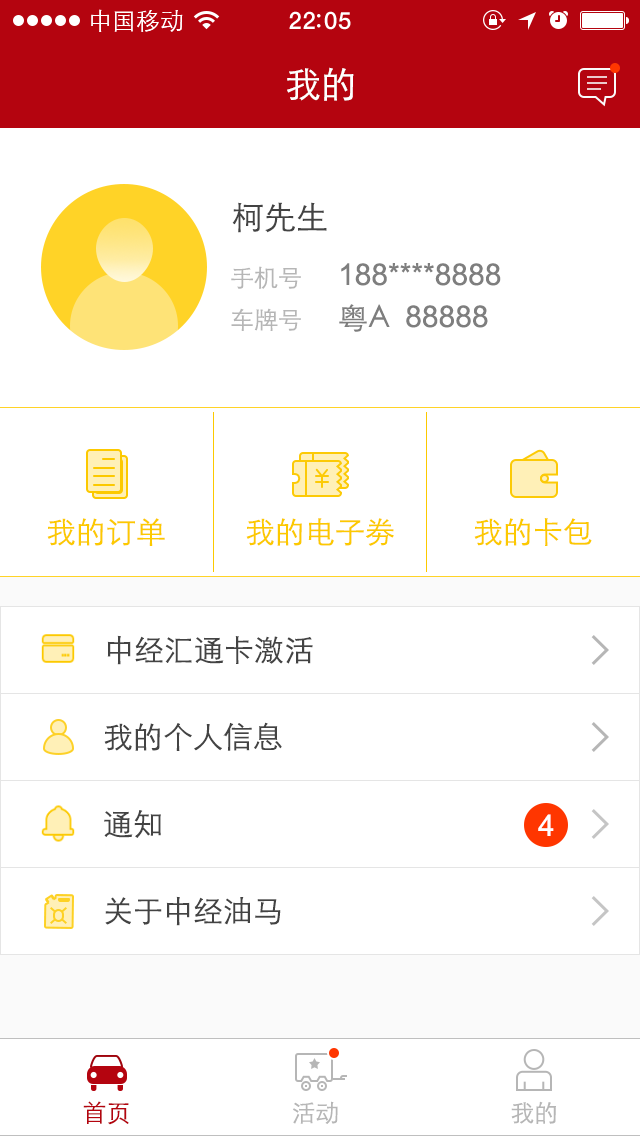 中国移动 22:05
我的
柯先生
手机号 188****8888
车牌号 粤A 88888
我的订单 我的电子券 我的卡包
中经汇通卡激活
我的个人信息
通知 4
关于中经油马
首页 活动 我的